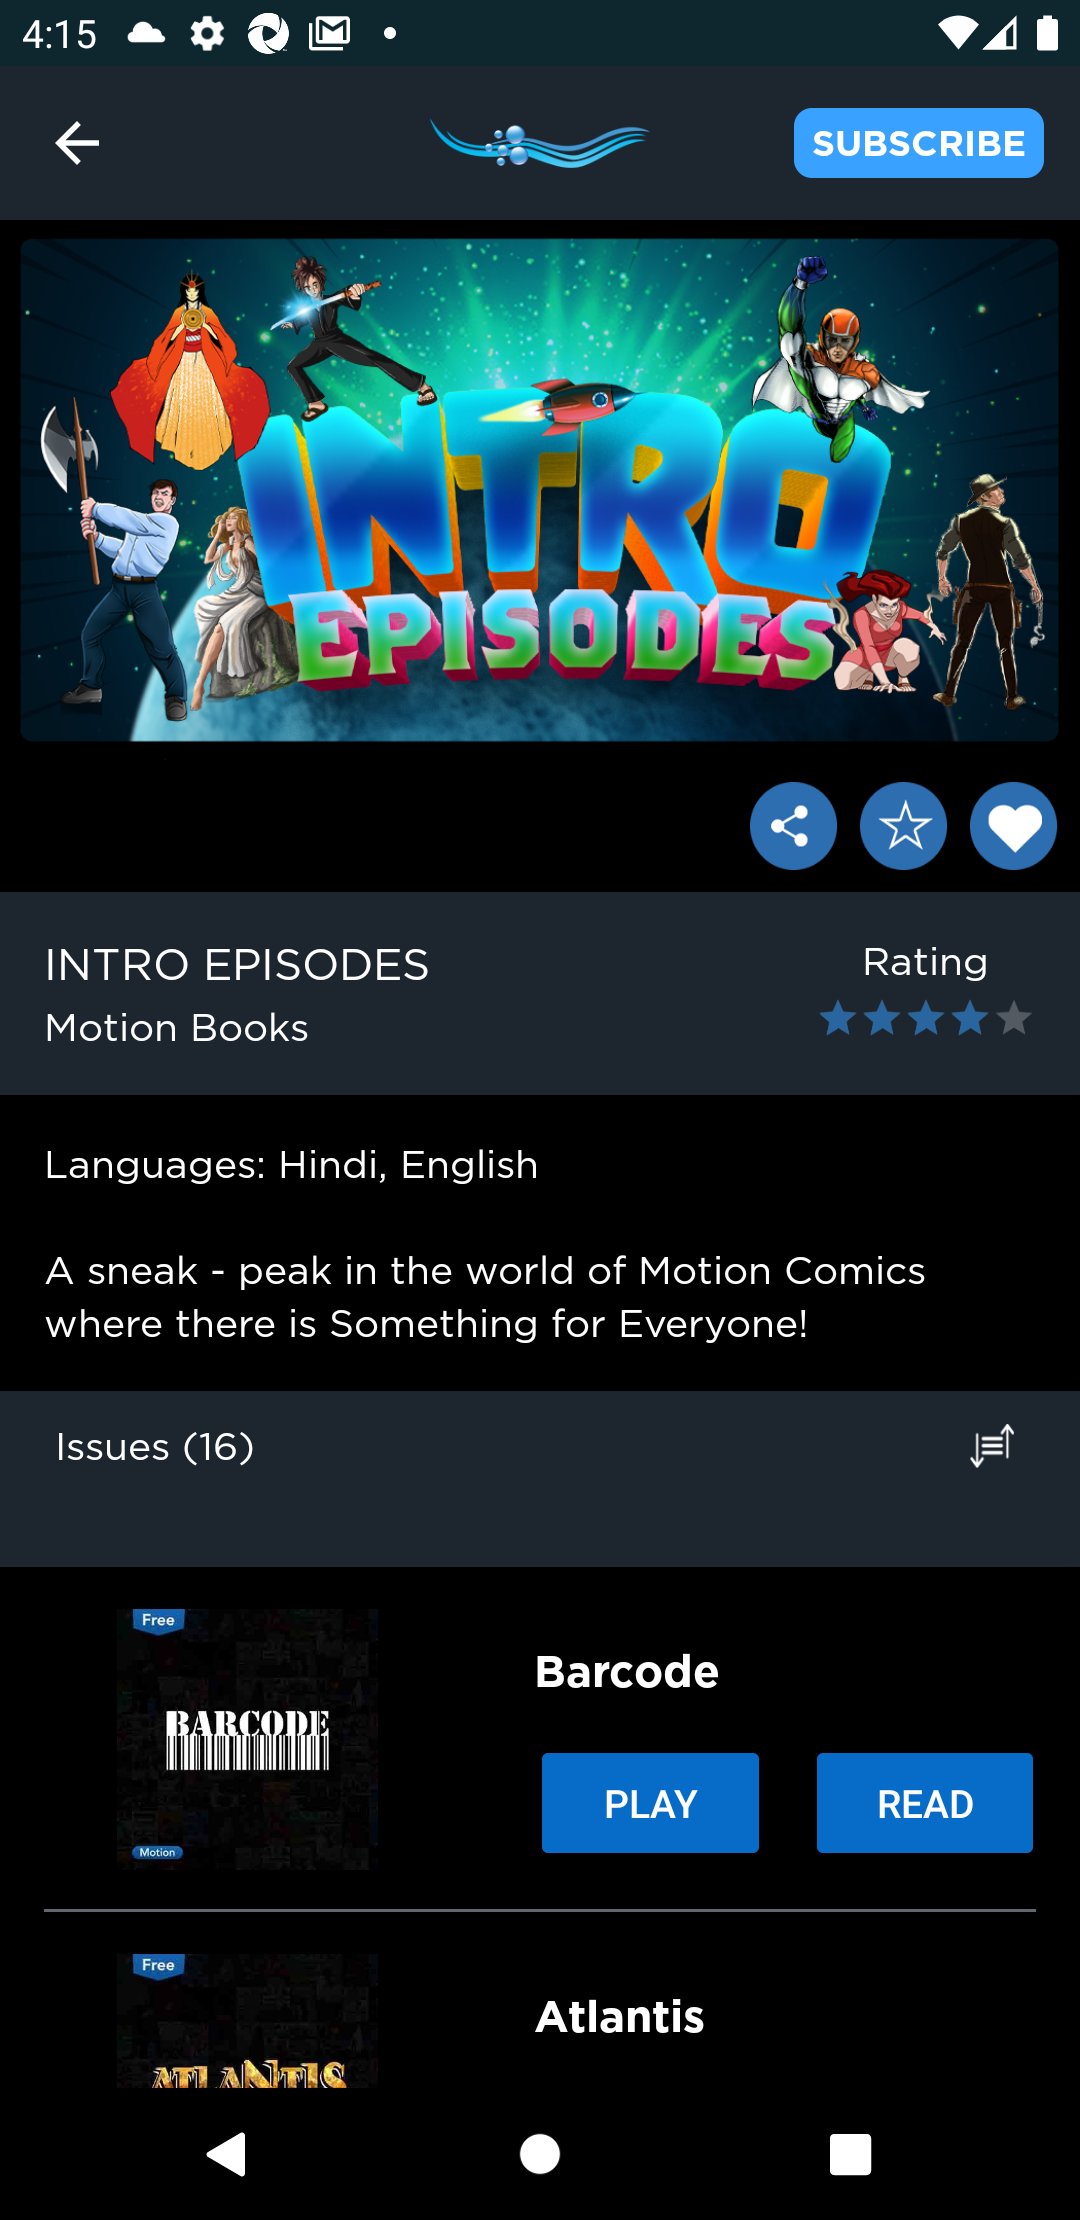 4:15
SUBSCRIBE
INTRO
EPISODES
INTRO EPISODES
Rating
Motion Books
Languages: Hindi, English
A sneak - peak in the world of Motion Comics
where there is Something for Everyone!
Issues (16)
Free
BARCODE
Motion
Barcode
PLAY
READ
Free
ATLANTIS
Atlantis